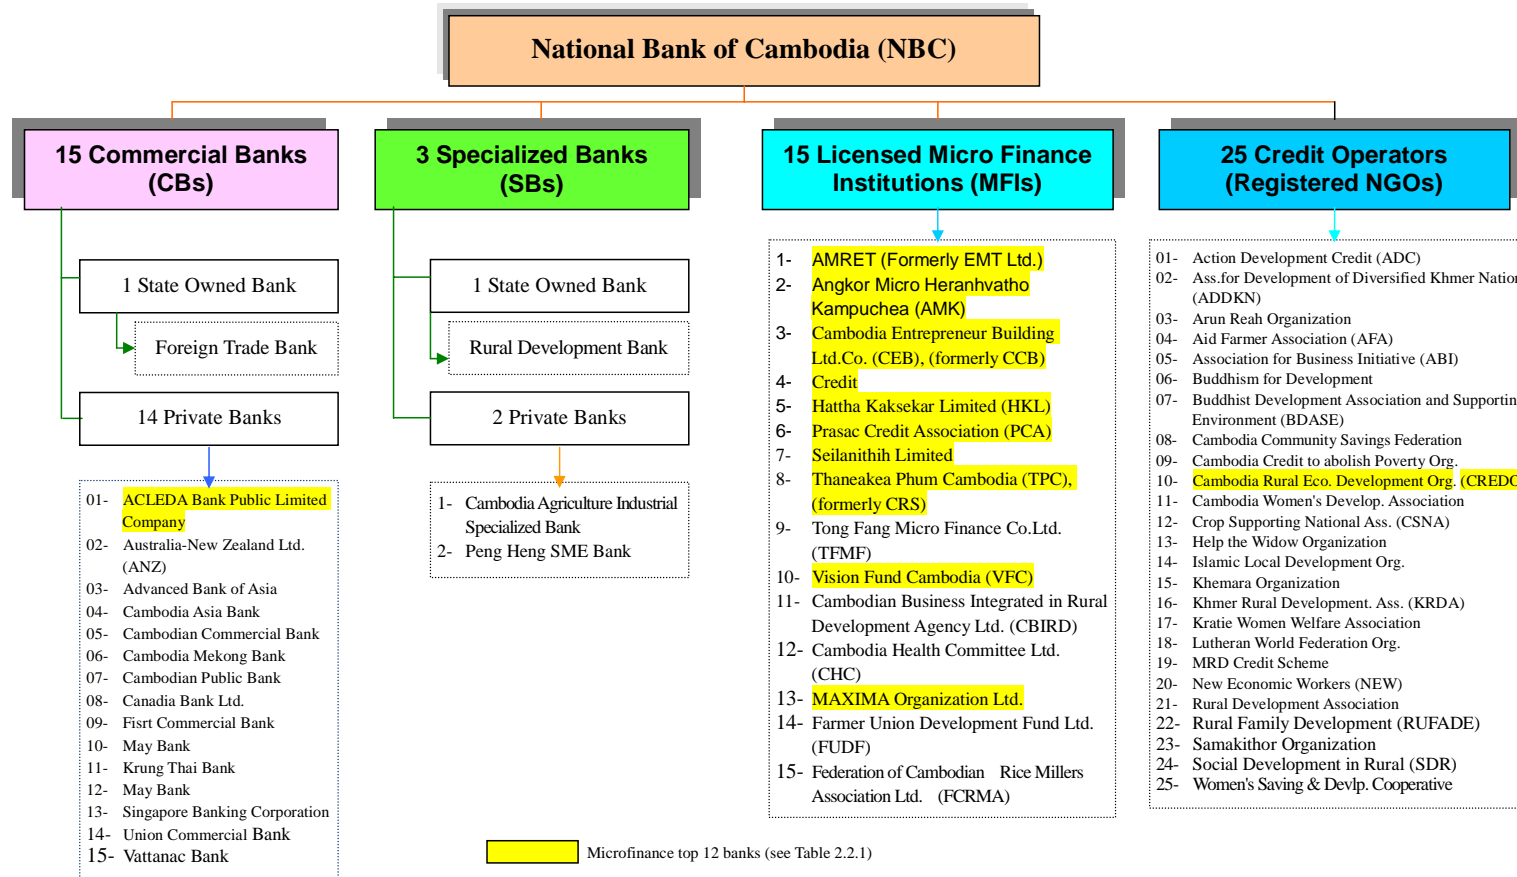 National Bank of Cambodia (NBC)
15 Commercial Banks
(CBs)
1 State Owned Bank
Foreign Trade Bank
14 Private Banks
01- ACLEDA Bank Public Limited
Company
02- Australia-New Zealand Ltd.
(ANZ)
03- Advanced Bank of Asia
04- Cambodia Asia Bank
05- Cambodian Commercial Bank
06- Cambodia Mekong Bank
07- Cambodian Public Bank
08- Canadia Bank Ltd.
09- Fisrt Commercial Bank
10- May Bank
11- Krung Thai Bank
12- May Bank
13- Singapore Banking Corporation
14- Union Commercial Bank
15- Vattanac Bank
3 Specialized Banks
(SBs)
1 State Owned Bank
Rural Development Bank
2 Private Banks
1- Cambodia Agriculture Industrial
Specialized Bank
2- Peng Heng SME Bank
15 Licensed Micro Finance
Institutions (MFIs)
1- AMRET (Formerly EMT Ltd.)
2- Angkor Micro Heranhvatho
Kampuchea (AMK)
3- Cambodia Entrepreneur Building
Ltd.Co. (CEB), (formerly CCB)
4- Credit
5- Hattha Kaksekar Limited (HKL)
6- Prasac Credit Association (PCA)
7- Seilanithih Limited
8- Thaneakea Phum Cambodia (TPC),
(formerly CRS)
9- Tong Fang Micro Finance Co.Ltd.
(TFMF)
10- Vision Fund Cambodia (VFC)
11- Cambodian Business Integrated in Rural
Development Agency Ltd. (CBIRD)
12- Cambodia Health Committee Ltd.
(CHC)
13- MAXIMA Organization Ltd.
14- Farmer Union Development Fund Ltd.
(FUDF)
15- Federation of Cambodian Rice Millers
Association Ltd. (FCRMA)
25 Credit Operators
(Registered NGOs)
01- Action Development Credit (ADC)
02- Ass.for Development of Diversified Khmer Nation
(ADDKN)
03- Arun Reah Organization
04- Aid Farmer Association (AFA)
05- Association for Business Initiative (ABI)
06- Buddhism for Development
07- Buddhist Development Association and Supportin
Environment (BDASE)
08- Cambodia Community Savings Federation
09- Cambodia Credit to abolish Poverty Org.
10- Cambodia Rural Eco. Development Org. (CREDO
11- Cambodia Women's Develop. Association
12- Crop Supporting National Ass. (CSNA)
13- Help the Widow Organization
14- Islamic Local Development Org.
15- Khemara Organization
16- Khmer Rural Development. Ass. (KRDA)
17- Kratie Women Welfare Association
18- Lutheran World Federation Org.
19- MRD Credit Scheme
20- New Economic Workers (NEW)
21- Rural Development Association
22- Rural Family Development (RUFADE)
23- Samakithor Organization
24- Social Development in Rural (SDR)
25- Women's Saving & Devlp. Cooperative
Microfinance top 12 banks (see Table 2.2.1)